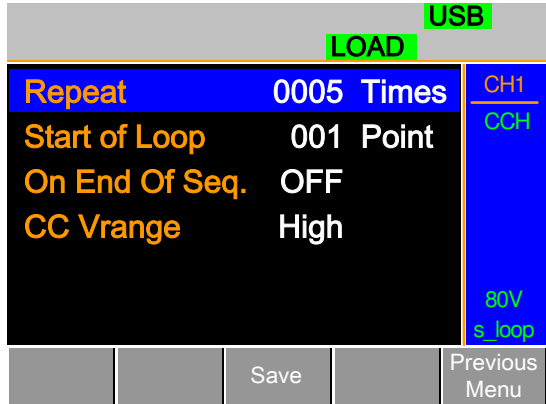 USB
LOAD
Repeat 0005 Times
Start of Loop 001 Point
On End Of Seq. OFF
CC Vrange High
CH1
CCH
80V
s_loop
Save
Previous
Menu